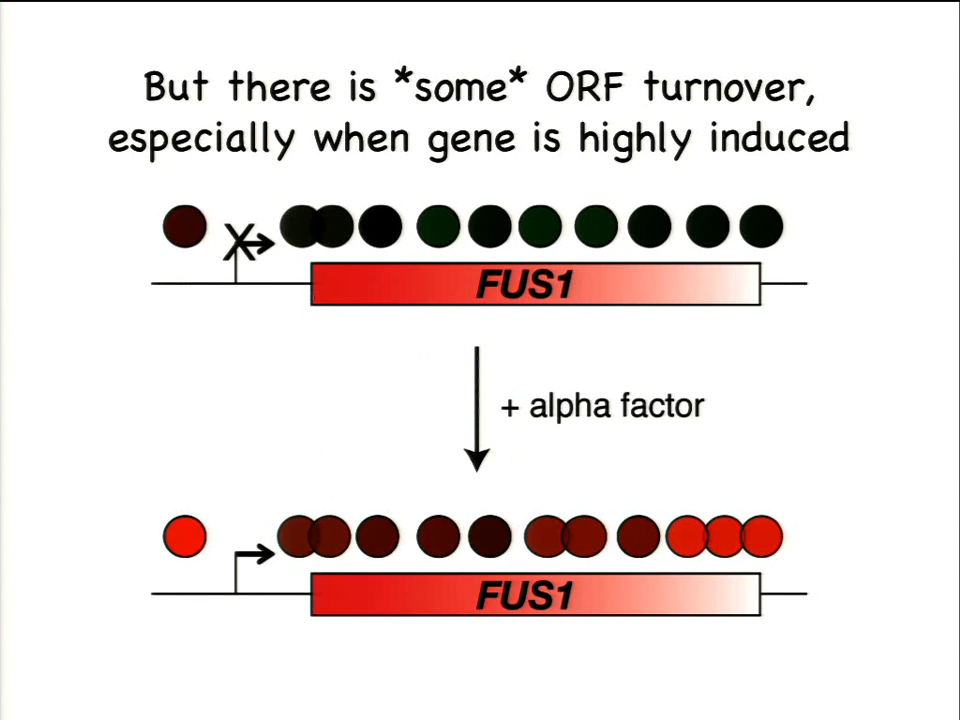 But there is *some* ORF turnover,
especially when gene is highly induced
X
FUS1
+ alpha factor
FUS1